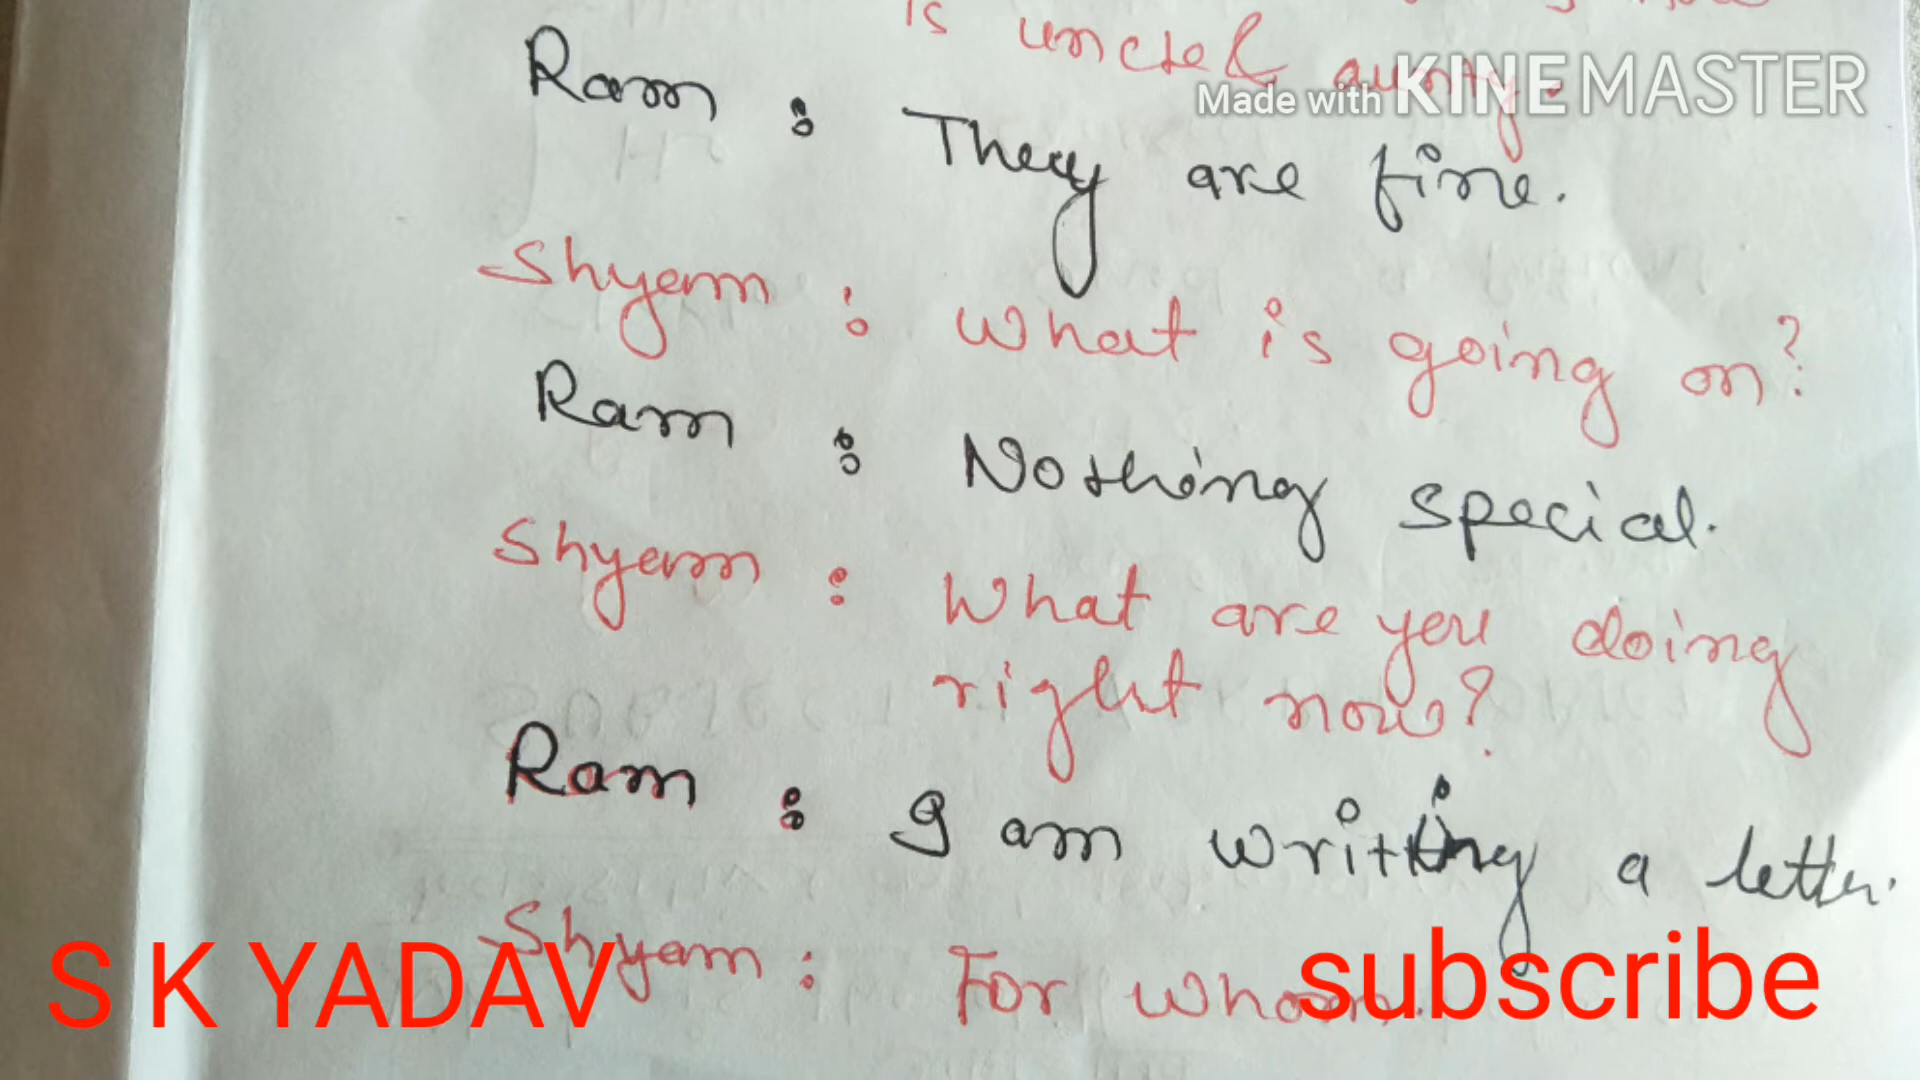 is uncle & aunty.
Made with KINEMASTER
Ram : They are fine.
Shyam : What is going on?
Ram : Nothing special.
Shyam : What are you doing
right now?
Ram : I am writting a letter.
Shyam : For whom.
S K YADAV
subscribe